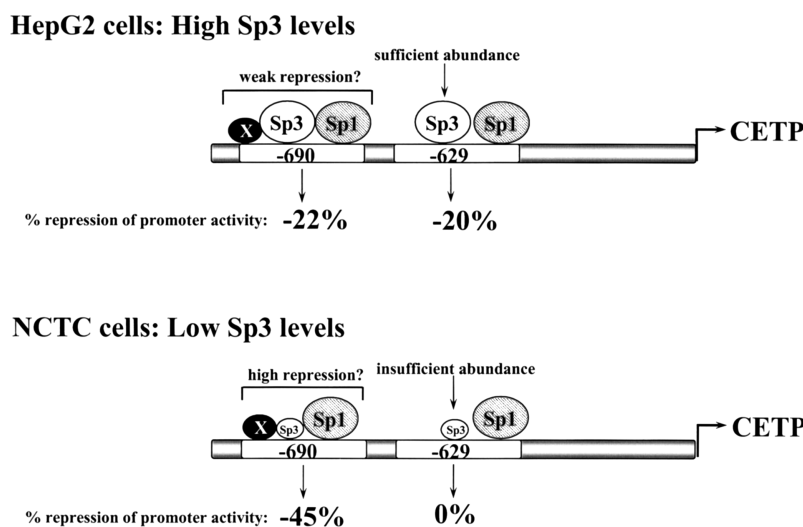 HepG2 cells: High Sp3 levels
sufficient abundance
weak repression?
X Sp3 Sp1 Sp3 Sp1
-690 -629 CETP
% repression of promoter activity: -22% -20%
NCTC cells: Low Sp3 levels
high repression? insufficient abundance
X Sp3 Sp1 Sp3 Sp1
-690 -629 CETP
% repression of promoter activity: -45% 0%